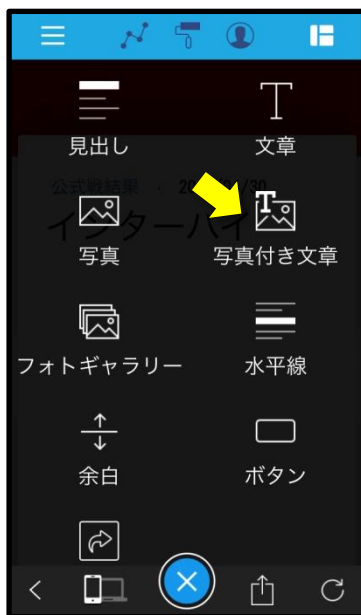 見出し
文章
公式戦結果
インターハイ
写真
写真付き文章
フォトギャラリー
水平線
余白
ボタン